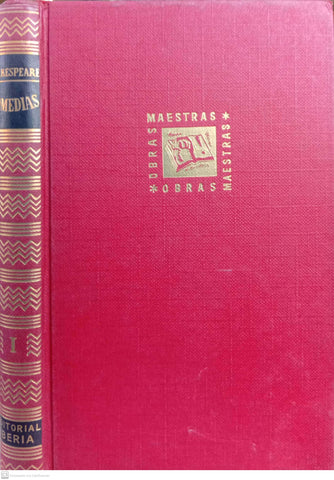 KESPEARE
MEDIAS
I
ITORIAL
BERIA
MAESTRAS
OBRAS
OBRAS
MAESTRAS